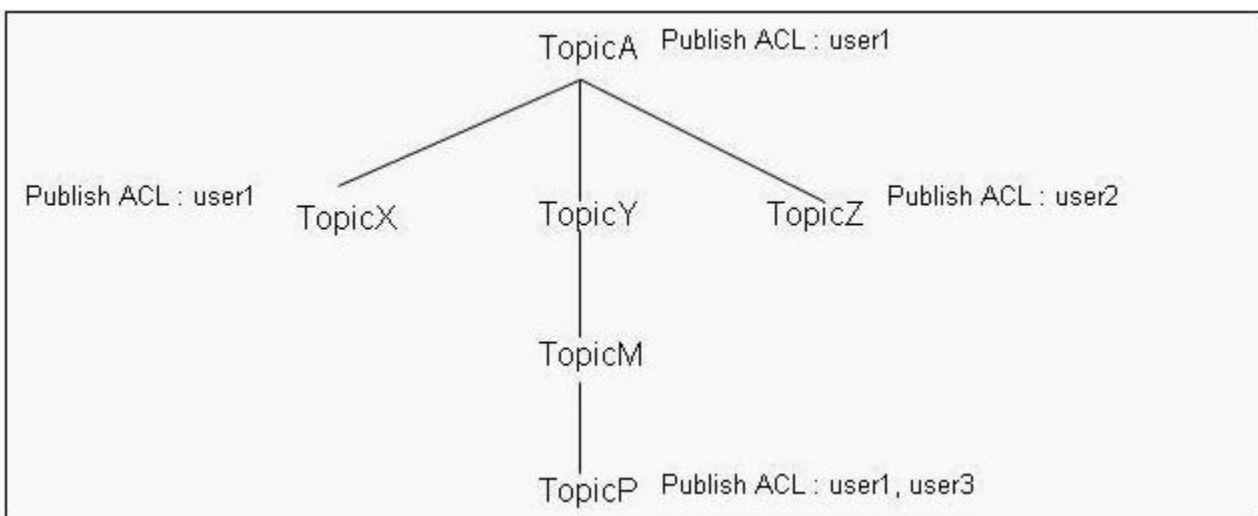 TopicA Publish ACL : user1
Publish ACL : user1 TopicX TopicY TopicZ Publish ACL : user2
TopicM
TopicP Publish ACL : user1, user3